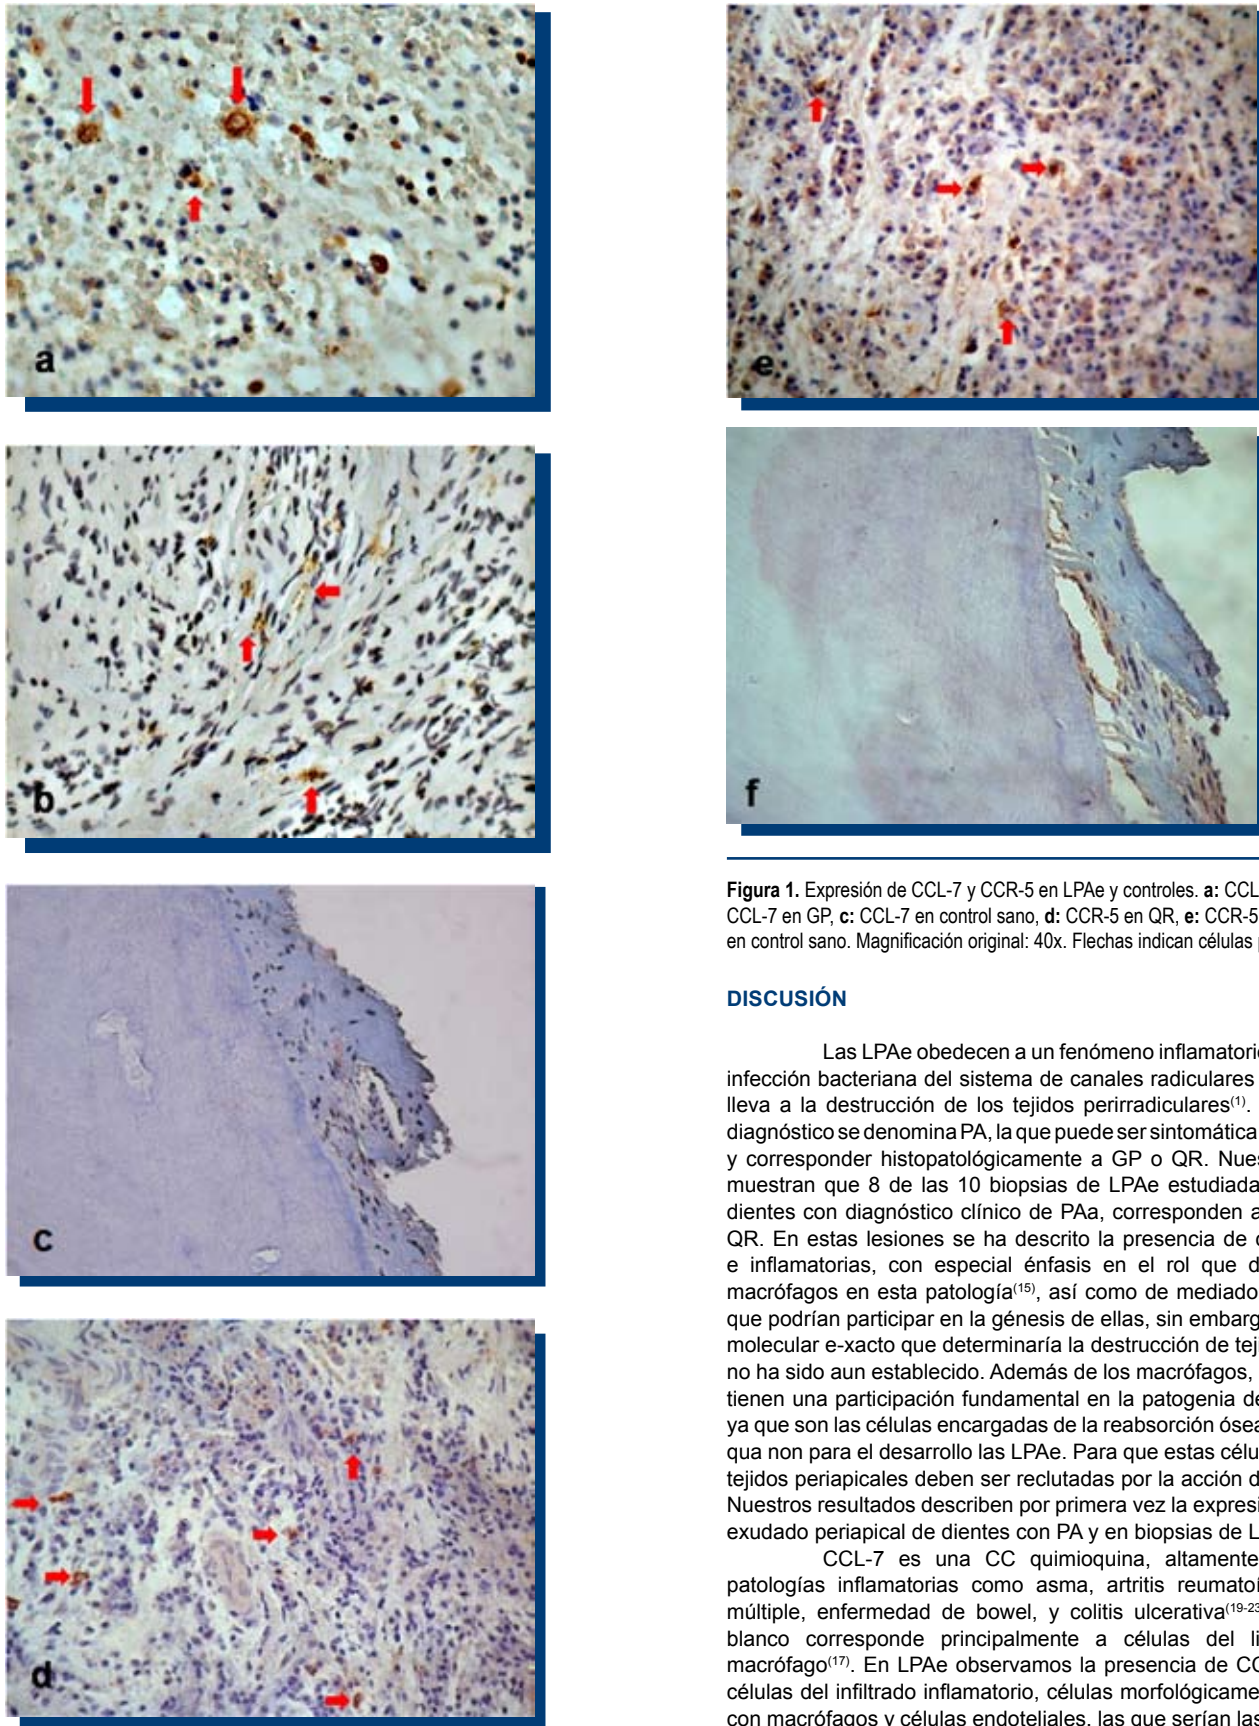 a
b
c
d
e
f
Figura 1. Expresión de CCL-7 y CCR-5 en LPAe y controles. a: CCL
CCL-7 en GP, c: CCL-7 en control sano, d: CCR-5 en QR, e: CCR-5
en control sano. Magnificación original: 40x. Flechas indican células
DISCUSIÓN
Las LPAe obedecen a un fenómeno inflamatori
infección bacteriana del sistema de canales radiculares
lleva a la destrucción de los tejidos perirradiculares(1).
diagnóstico se denomina PA, la que puede ser sintomática
y corresponder histopatológicamente a GP o QR. Nues
muestran que 8 de las 10 biopsias de LPAe estudiada
dientes con diagnóstico clínico de PAa, corresponden a
QR. En estas lesiones se ha descrito la presencia de
e inflamatorias, con especial énfasis en el rol que d
macrófagos en esta patología(15), así como de mediado
que podrían participar en la génesis de ellas, sin embarg
molecular e-xacto que determinaría la destrucción de tej
no ha sido aun establecido. Además de los macrófagos,
tienen una participación fundamental en la patogenia de
ya que son las células encargadas de la reabsorción ósea
qua non para el desarrollo las LPAe. Para que estas célu
tejidos periapicales deben ser reclutadas por la acción d
Nuestros resultados describen por primera vez la expresi
exudado periapical de dientes con PA y en biopsias de L
CCL-7 es una CC quimioquina, altamente
patologías inflamatorias como asma, artritis reumatoí
múltiple, enfermedad de bowel, y colitis ulcerativa(19-23
blanco corresponde principalmente a células del li
macrófago(17). En LPAe observamos la presencia de CC
células del infiltrado inflamatorio, células morfológicame
con macrófagos y células endoteliales, las que serían las